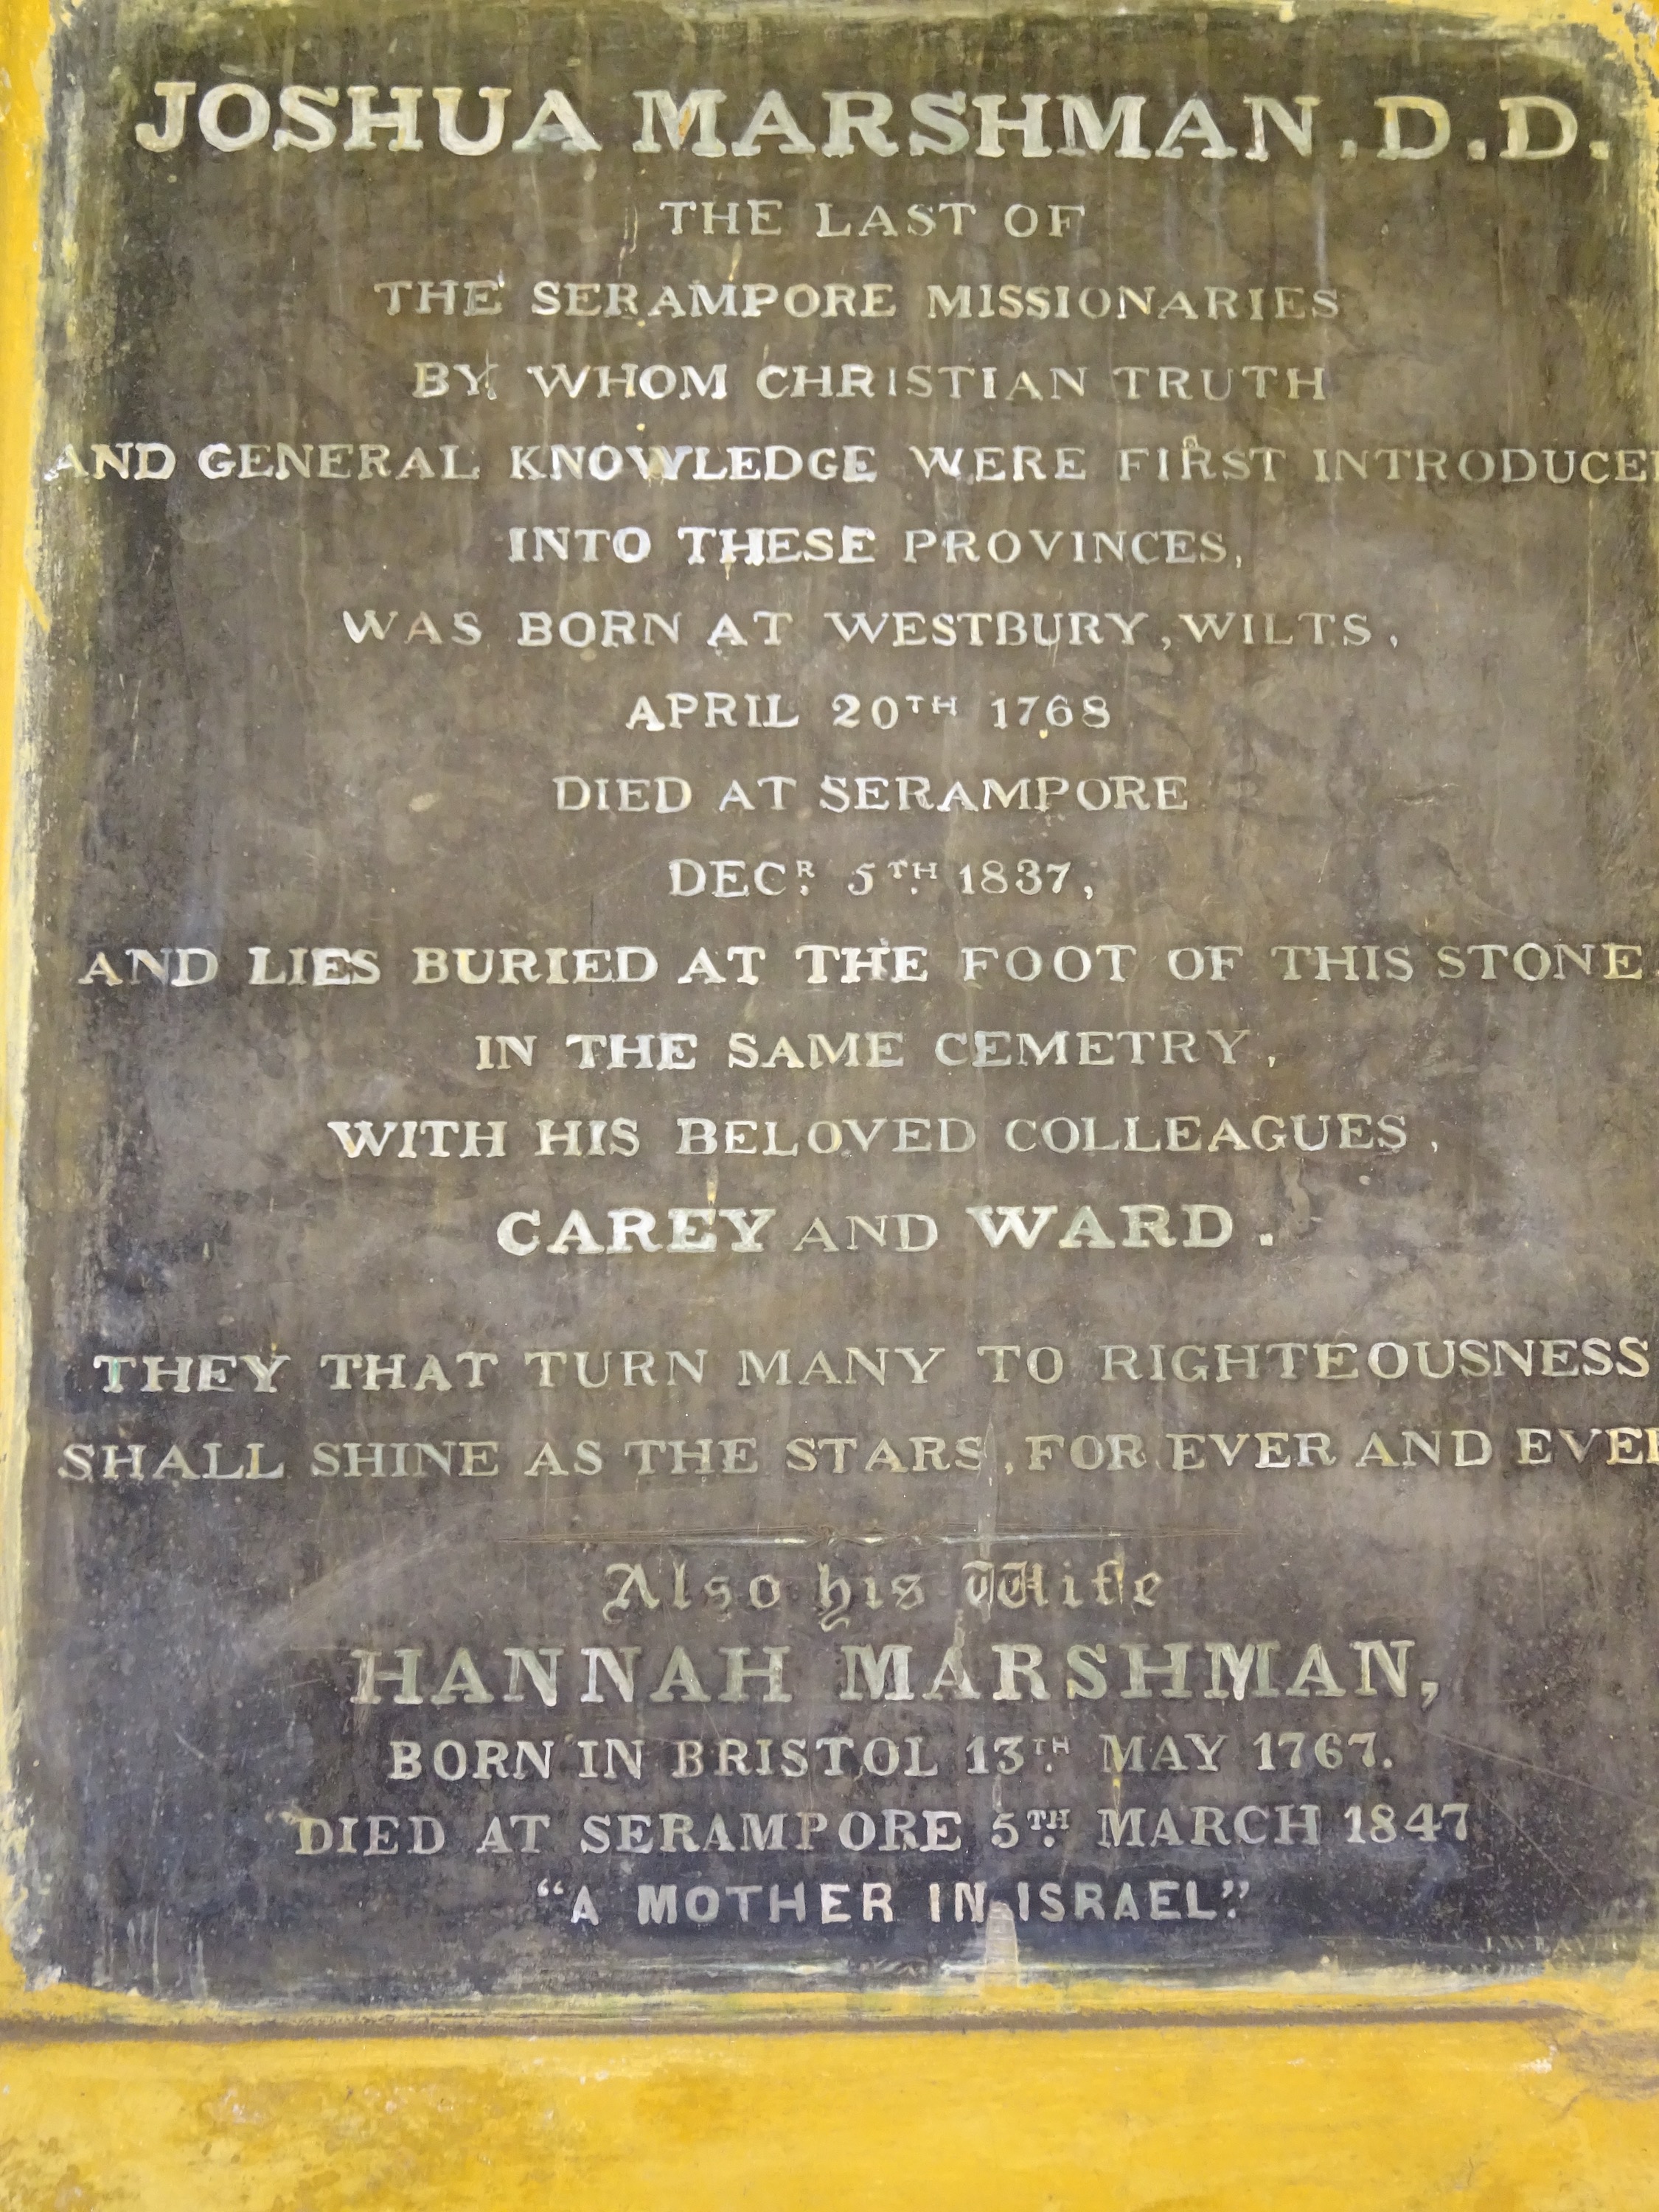 JOSHUA MARSHMAN, D.D.
THE LAST OF
THE SERAMPORE MISSIONARIES
BY WHOM CHRISTIAN TRUTH
AND GENERAL KNOWLEDGE WERE FIRST INTRODUCE
INTO THESE PROVINCES,
WAS BORN AT WESTBURY, WILTS,
APRIL 20TH 1768
DIED AT SERAMPORE
DECR. 5TH. 1837,
AND LIES BURIED AT THE FOOT OF THIS STONE,
IN THE SAME CEMETRY,
WITH HIS BELOVED COLLEAGUES,
CAREY AND WARD.
THEY THAT TURN MANY TO RIGHTEOUSNESS
SHALL SHINE AS THE STARS, FOR EVER AND EVER
Also his Wife
HANNAH MARSHMAN,
BORN IN BRISTOL 13TH. MAY 1767.
DIED AT SERAMPORE 5TH. MARCH 1847
“A MOTHER IN ISRAEL”